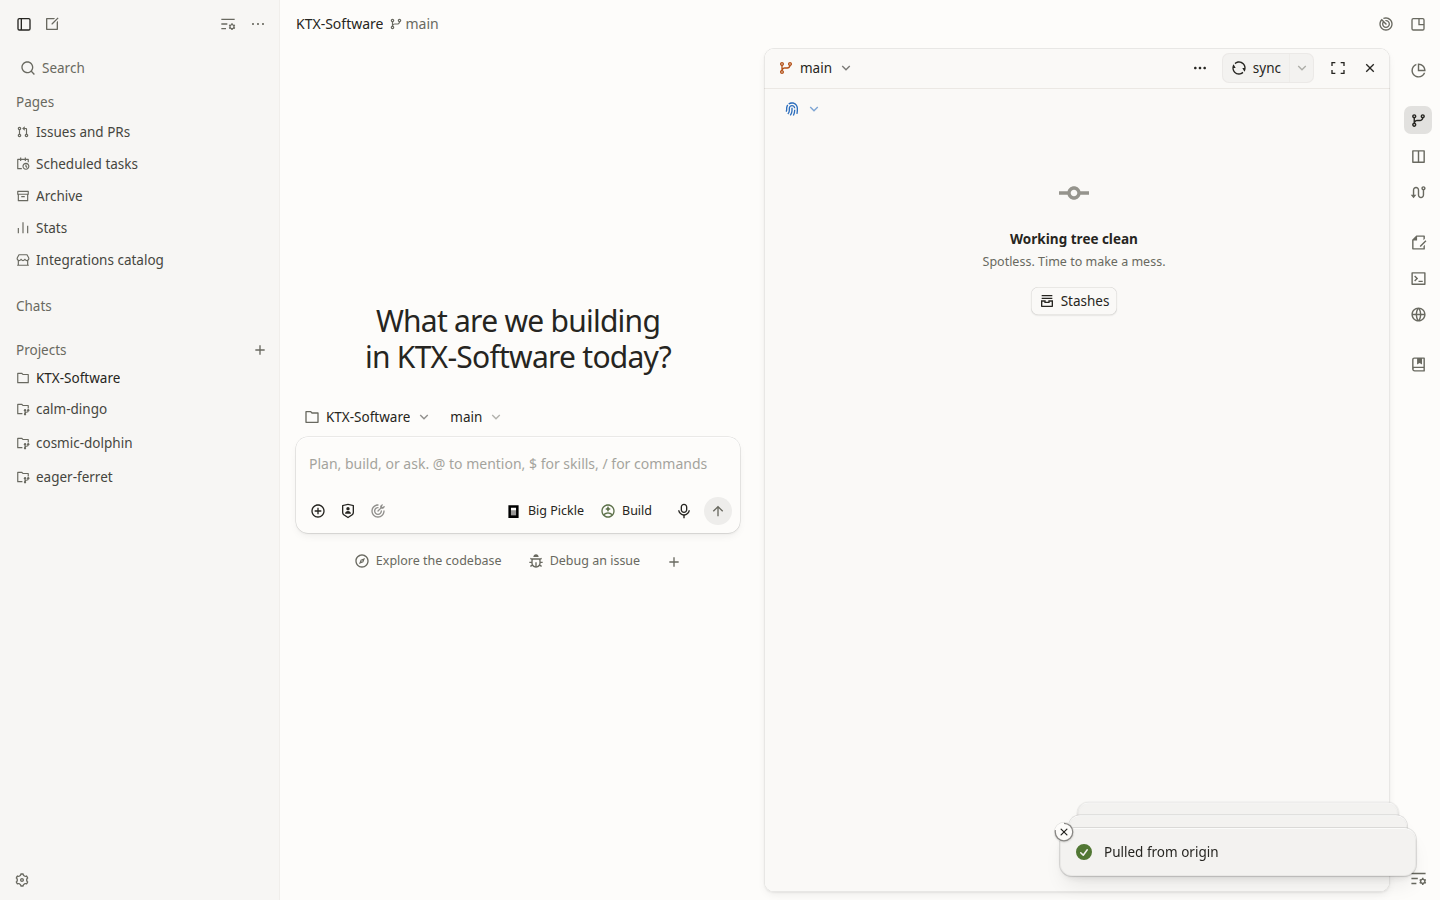 KTX-Software main
Search
Pages
Issues and PRs
Scheduled tasks
Archive
Stats
Integrations catalog
Chats
Projects
KTX-Software
calm-dingo
cosmic-dolphin
eager-ferret
What are we building
in KTX-Software today?
KTX-Software main
Plan, build, or ask. @ to mention, $ for skills, / for commands
Big Pickle Build
Explore the codebase Debug an issue
main sync
Working tree clean
Spotless. Time to make a mess.
Stashes
Pulled from origin